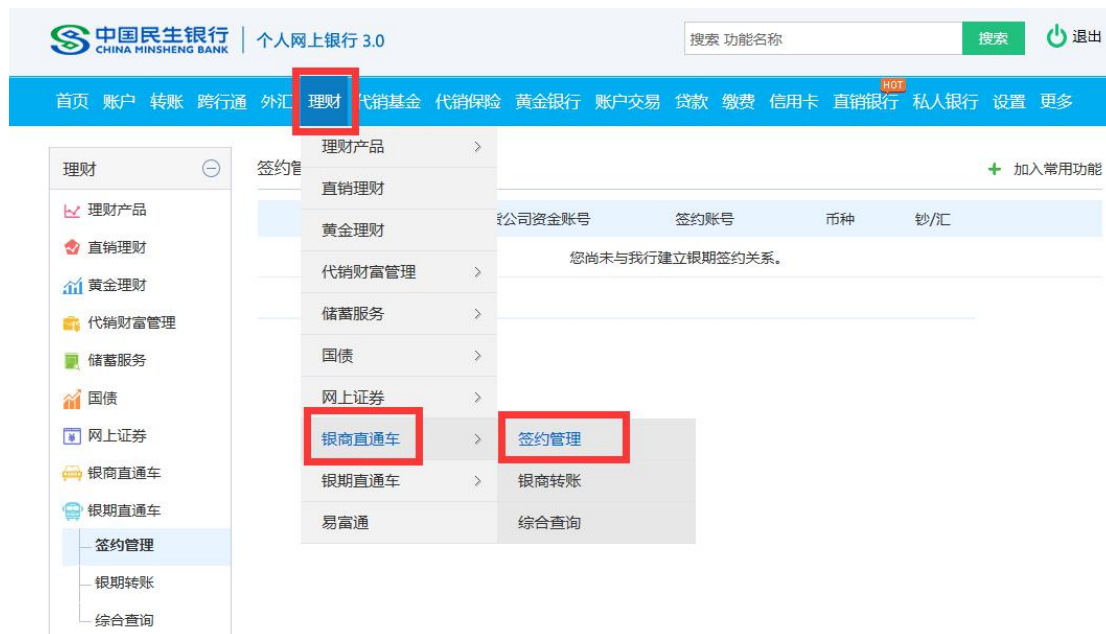 中国民生银行
CHINA MINSHENG BANK
个人网上银行 3.0
搜索 功能名称
搜索
退出
首页 账户 转账 跨行通 外汇 理财 代销基金 代销保险 黄金银行 账户交易 贷款 缴费 信用卡 直销银行 私人银行 设置 更多
HOT
理财
理财产品
直销理财
黄金理财
代销财富管理
储蓄服务
国债
网上证券
银商直通车
银期直通车
签约管理
银期转账
综合查询
理财产品
直销理财
黄金理财
代销财富管理
储蓄服务
国债
网上证券
银商直通车
银期直通车
易富通
签约管理
银商转账
综合查询
签约
加入常用功能
公司资金账号 签约账号 币种 钞/汇
您尚未与我行建立银期签约关系。